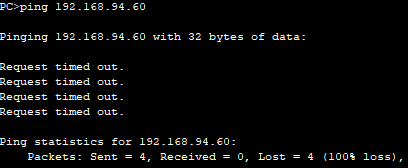 PC>ping 192.168.94.60
Pinging 192.168.94.60 with 32 bytes of data:
Request timed out.
Request timed out.
Request timed out.
Request timed out.
Ping statistics for 192.168.94.60:
Packets: Sent = 4, Received = 0, Lost = 4 (100% loss),